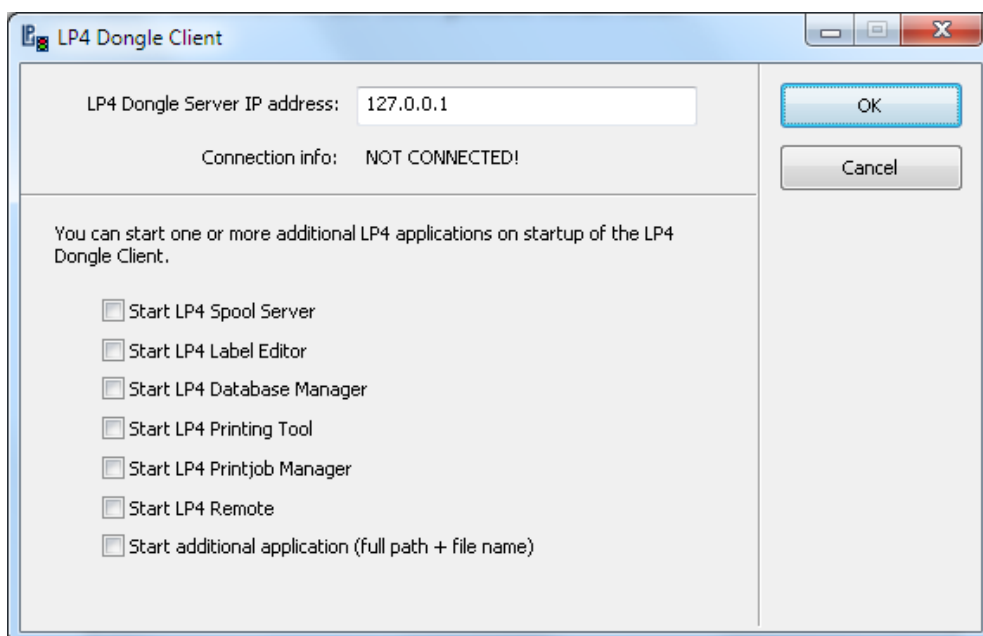 LP4 Dongle Client
LP4 Dongle Server IP address: 127.0.0.1
OK
Connection info: NOT CONNECTED!
Cancel
You can start one or more additional LP4 applications on startup of the LP4
Dongle Client.
Start LP4 Spool Server
Start LP4 Label Editor
Start LP4 Database Manager
Start LP4 Printing Tool
Start LP4 Printjob Manager
Start LP4 Remote
Start additional application (full path + file name)